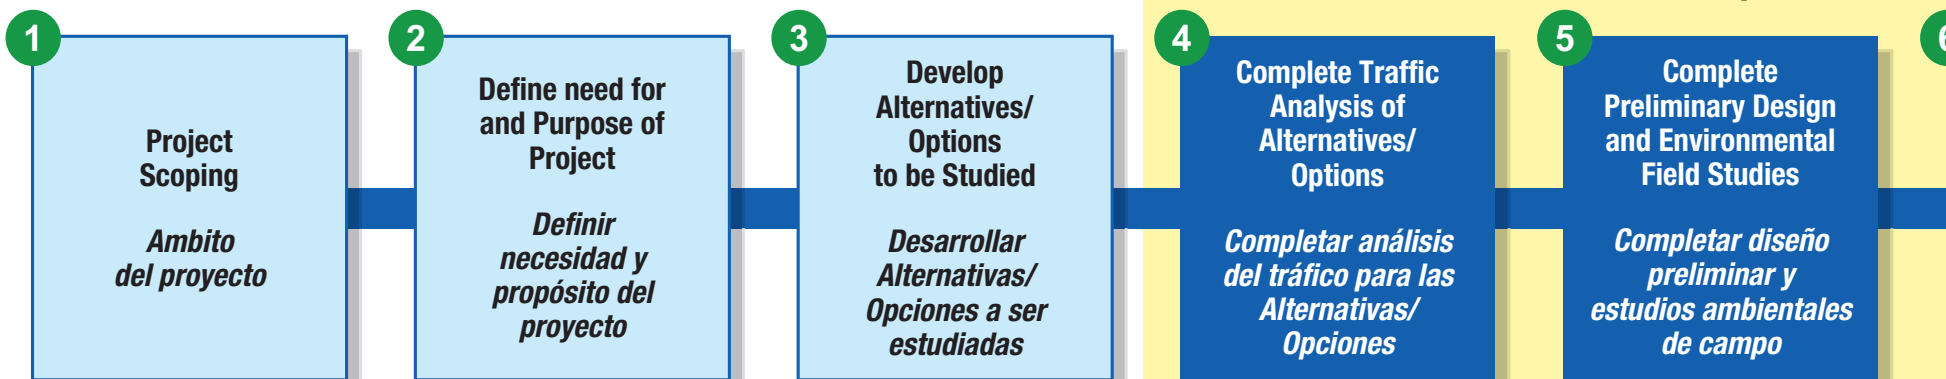 1
Project
Scoping
Ambito
del proyecto
2
Define need for
and Purpose of
Project
Definir
necesidad y
propósito del
proyecto
3
Develop
Alternatives/
Options
to be Studied
Desarrollar
Alternativas/
Opciones a ser
estudiadas
4
Complete Traffic
Analysis of
Alternatives/
Options
Completar análisis
del tráfico para las
Alternativas/
Opciones
5
Complete
Preliminary Design
and Environmental
Field Studies
Completar diseño
preliminar y
estudios ambientales
de campo
6